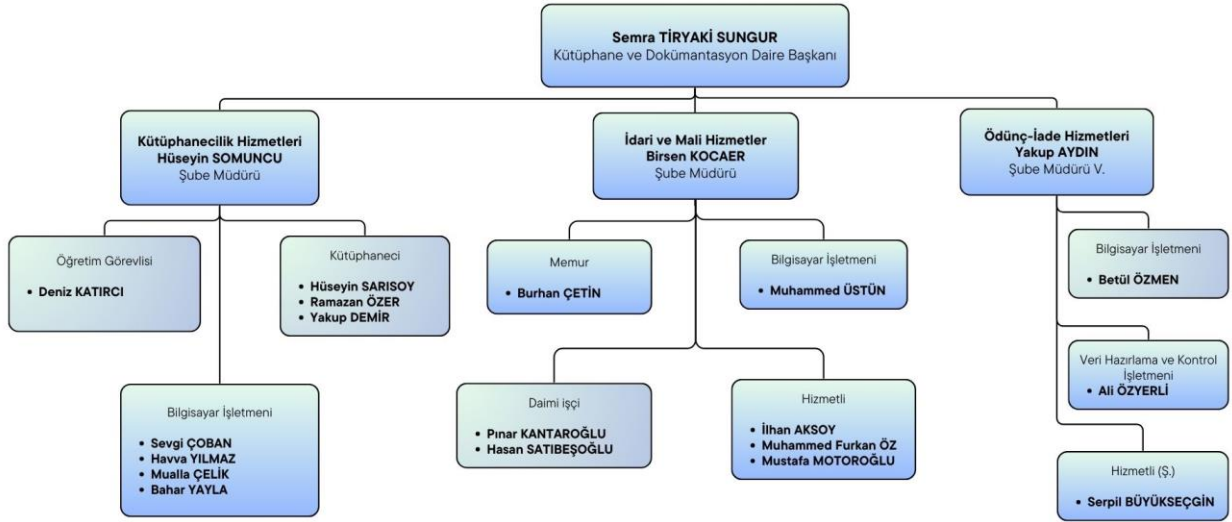 Semra TİRYAKİ SUNGUR
Kütüphane ve Dokümantasyon Daire Başkanı
Kütüphanecilik Hizmetleri
Hüseyin SOMUNCU
Şube Müdürü
İdari ve Mali Hizmetler
Birsen KOCAER
Şube Müdürü
Ödünç-İade Hizmetleri
Yakup AYDIN
Şube Müdürü V.
Öğretim Görevlisi
• Deniz KATIRCI
Kütüphaneci
• Hüseyin SARISOY
• Ramazan ÖZER
• Yakup DEMİR
Bilgisayar İşletmeni
• Sevgi ÇOBAN
• Havva YILMAZ
• Mualla ÇELİK
• Bahar YAYLA
Memur
• Burhan ÇETİN
Bilgisayar İşletmeni
• Muhammed ÜSTÜN
Daimi işçi
• Pınar KANTAROĞLU
• Hasan SATIBEŞOĞLU
Hizmetli
• İlhan AKSOY
• Muhammed Furkan ÖZ
• Mustafa MOTOROĞLU
Bilgisayar İşletmeni
• Betül ÖZMEN
Veri Hazırlama ve Kontrol
İşletmeni
• Ali ÖZYERLİ
Hizmetli (Ş.)
• Serpil BÜYÜKSEÇGİN